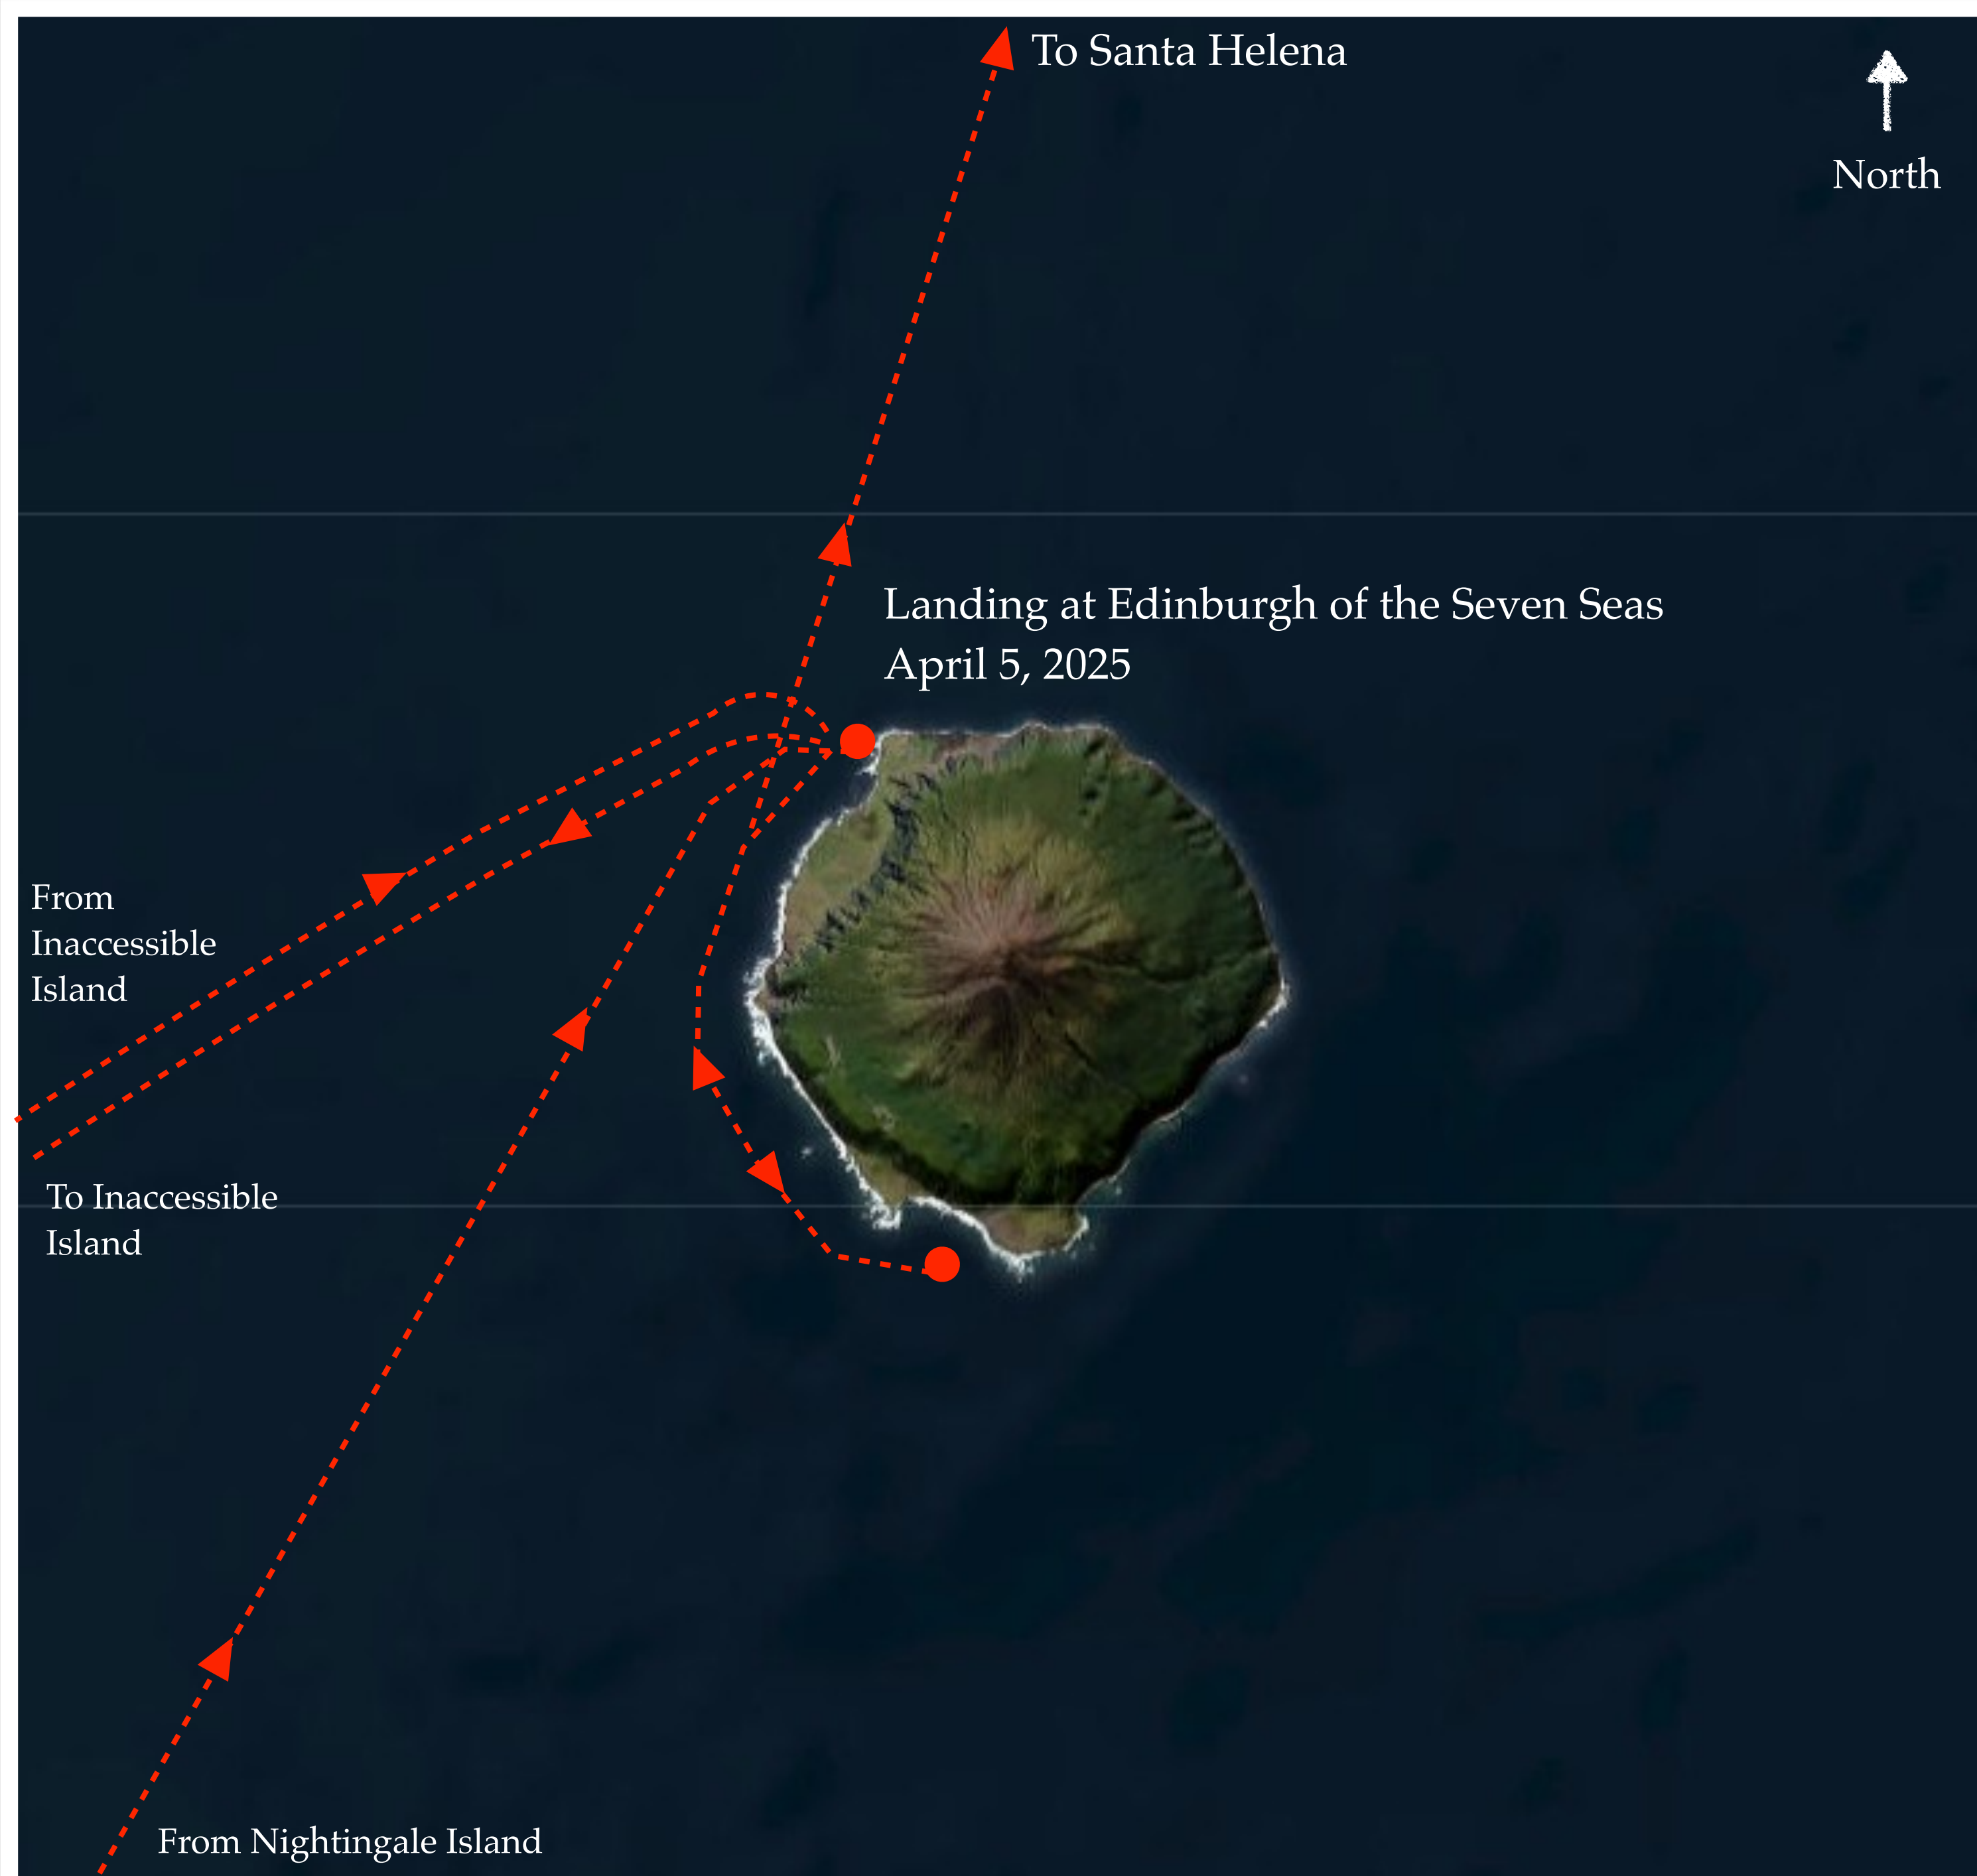 To Santa Helena
North
Landing at Edinburgh of the Seven Seas
April 5, 2025
From
Inaccessible
Island
To Inaccessible
Island
From Nightingale Island